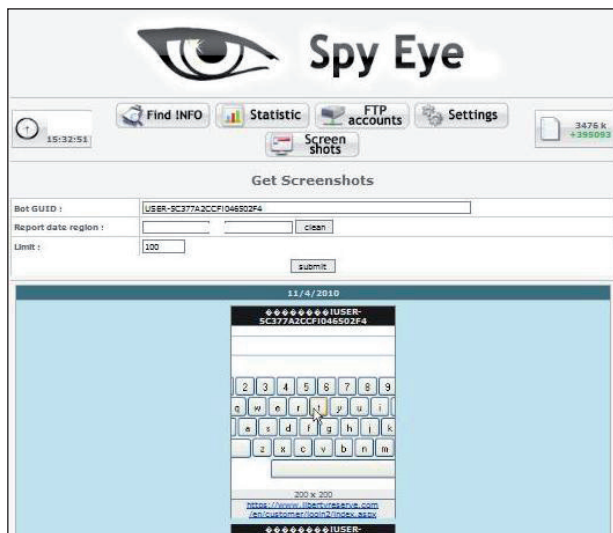 Spy Eye
15:32:51
Find INFO
Statistic
FTP accounts
Settings
Screen shots
3476 k
+395093
Get Screenshots
Bot GUID :
USER-5C377A2CCFI046502F4
Report date region :
clean
Limit :
100
submit
11/4/2010
������!USER-
5C377A2CCFI046502F4
2 3 4 5 6 7 8 9
q w e r t y u i
a s d f g h j k
z x c v b n m
200 x 200
https://www.libertyreserve.com
/en/customer/login2/index.aspx
������!USER-